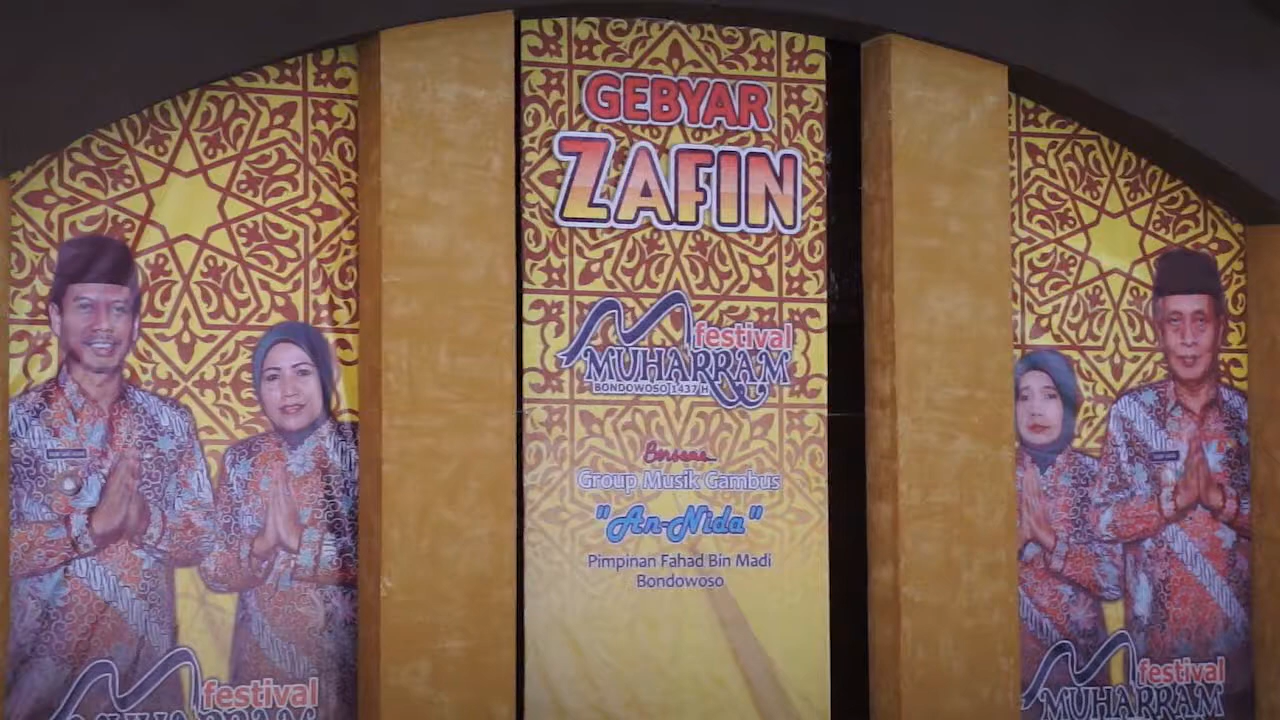 GEBYAR
ZAFIN
festival
MUHARRAM
BONDOWOSO 1437 H
Bersama
Group Musik Gambus
"An-Nida"
Pimpinan Fahad Bin Madi
Bondowoso
festival
MUHARRAM
festival
MUHARRAM